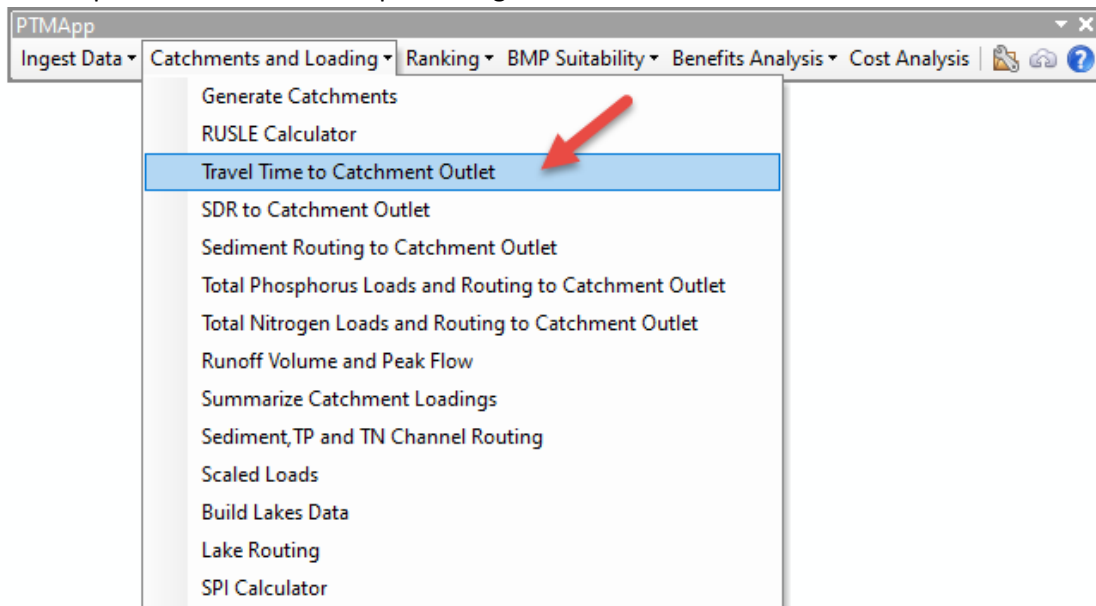 PTMApp
Ingest Data Catchments and Loading Ranking BMP Suitability Benefits Analysis Cost Analysis
Generate Catchments
RUSLE Calculator
Travel Time to Catchment Outlet
SDR to Catchment Outlet
Sediment Routing to Catchment Outlet
Total Phosphorus Loads and Routing to Catchment Outlet
Total Nitrogen Loads and Routing to Catchment Outlet
Runoff Volume and Peak Flow
Summarize Catchment Loadings
Sediment,TP and TN Channel Routing
Scaled Loads
Build Lakes Data
Lake Routing
SPI Calculator